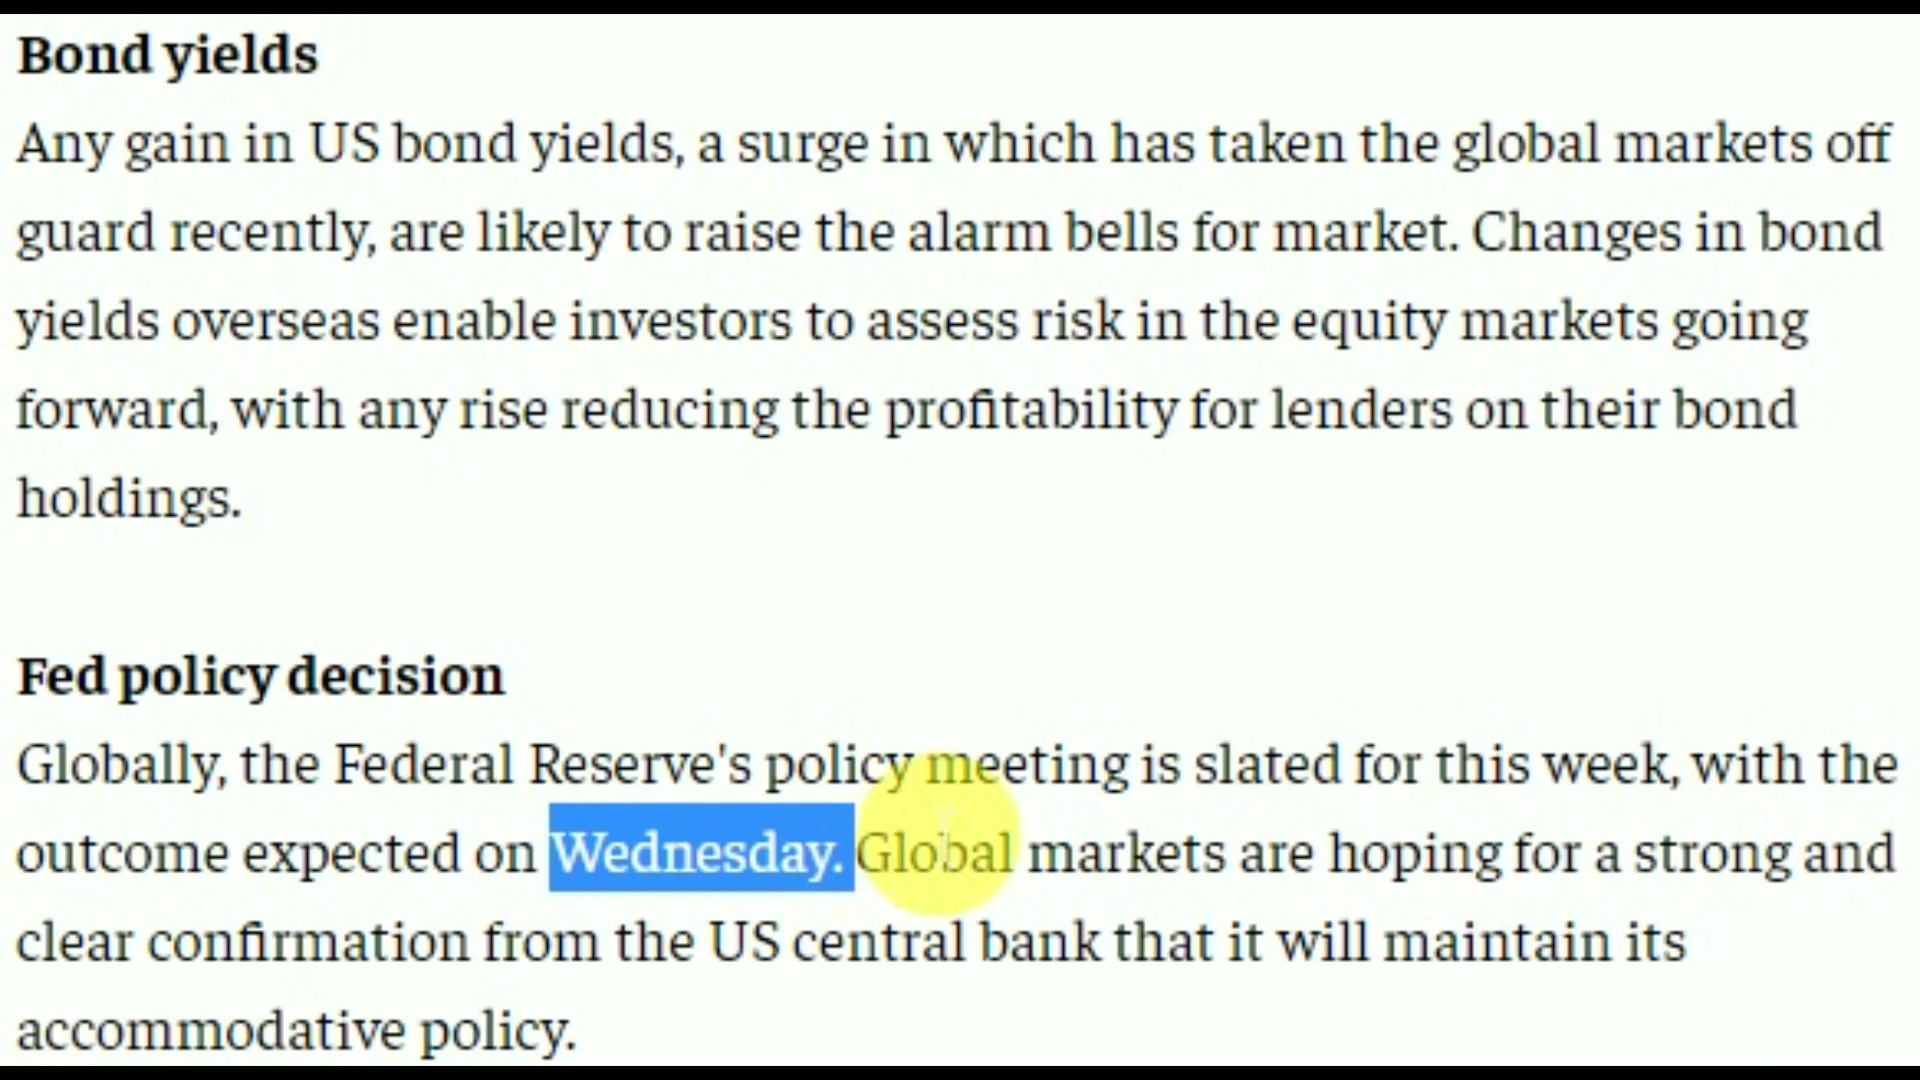 Bond yields
Any gain in US bond yields, a surge in which has taken the global markets off
guard recently, are likely to raise the alarm bells for market. Changes in bond
yields overseas enable investors to assess risk in the equity markets going
forward, with any rise reducing the profitability for lenders on their bond
holdings.
Fed policy decision
Globally, the Federal Reserve's policy meeting is slated for this week, with the
outcome expected on Wednesday. Global markets are hoping for a strong and
clear confirmation from the US central bank that it will maintain its
accommodative policy.